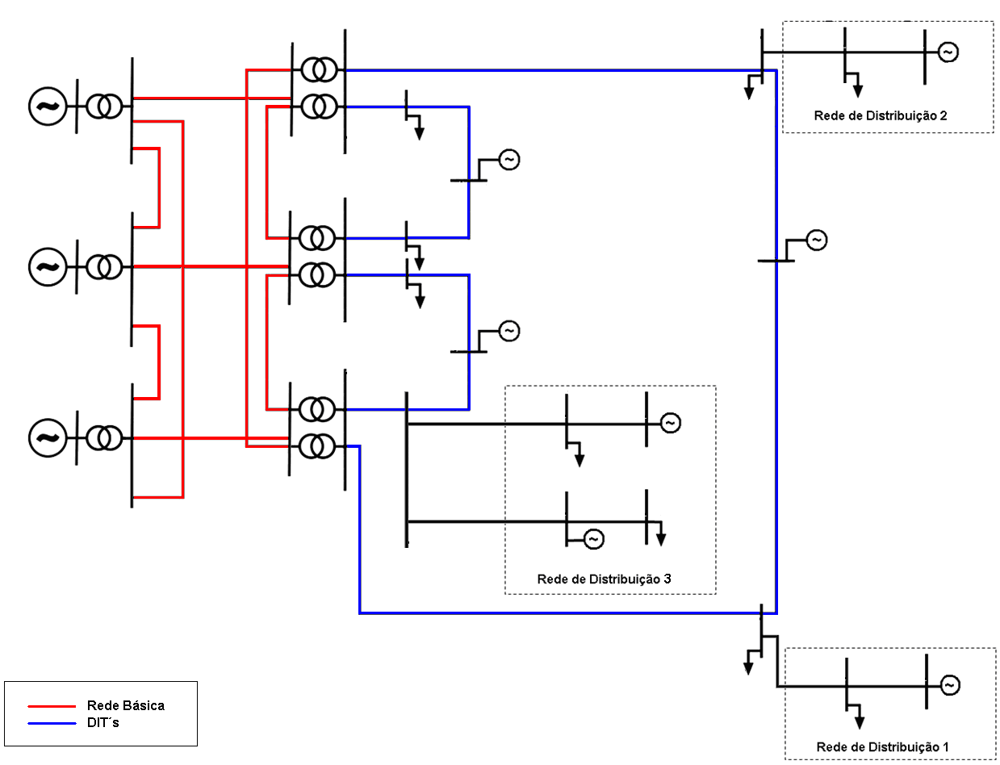 Rede de Distribuição 2
Rede de Distribuição 3
Rede Básica
DIT´s
Rede de Distribuição 1